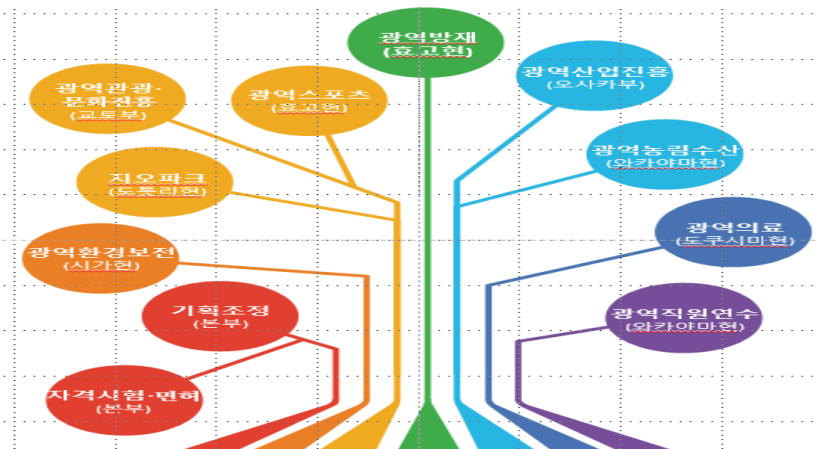 광역방재
(효고현)
광역관광·
문화진흥
(교토부)
광역스포츠
(효고현)
광역산업진흥
(오사카부)
지오파크
(도톳리현)
광역농림수산
(와카야마현)
광역환경보전
(시가현)
광역의료
(도쿠시마현)
기획조정
(본부)
광역직원연수
(와카야마현)
자격시험·면허
(본부)